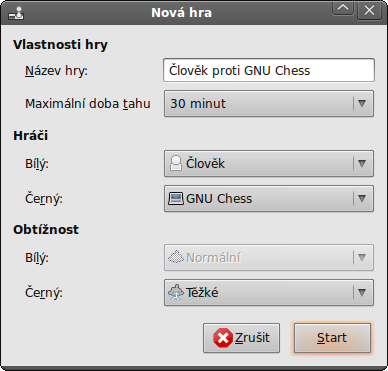 Nová hra
Vlastnosti hry
Název hry: Člověk proti GNU Chess
Maximální doba tahu 30 minut
Hráči
Bílý: Člověk
Černý: GNU Chess
Obtížnost
Bílý: Normální
Černý: Těžké
Zrušit Start